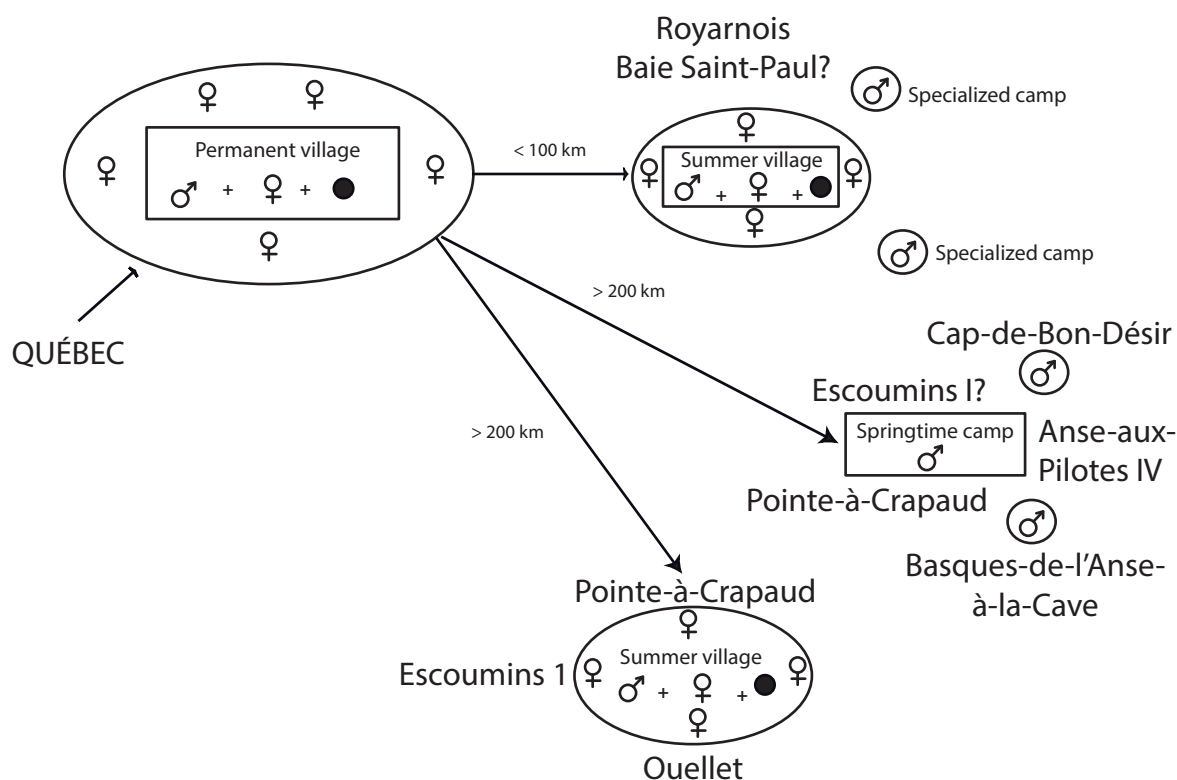 Royarnois
Baie Saint-Paul?
Specialized camp
Permanent village
♂ + ♀ + ●
< 100 km
Summer village
♂ + ♀ + ●
Specialized camp
> 200 km
QUÉBEC
Cap-de-Bon-Désir
Escoumins I?
> 200 km
Springtime camp
Anse-aux-
Pilotes IV
Pointe-à-Crapaud
Basques-de-l'Anse-
à-la-Cave
Pointe-à-Crapaud
Escoumins 1
Summer village
♂ + ♀ + ●
Ouellet